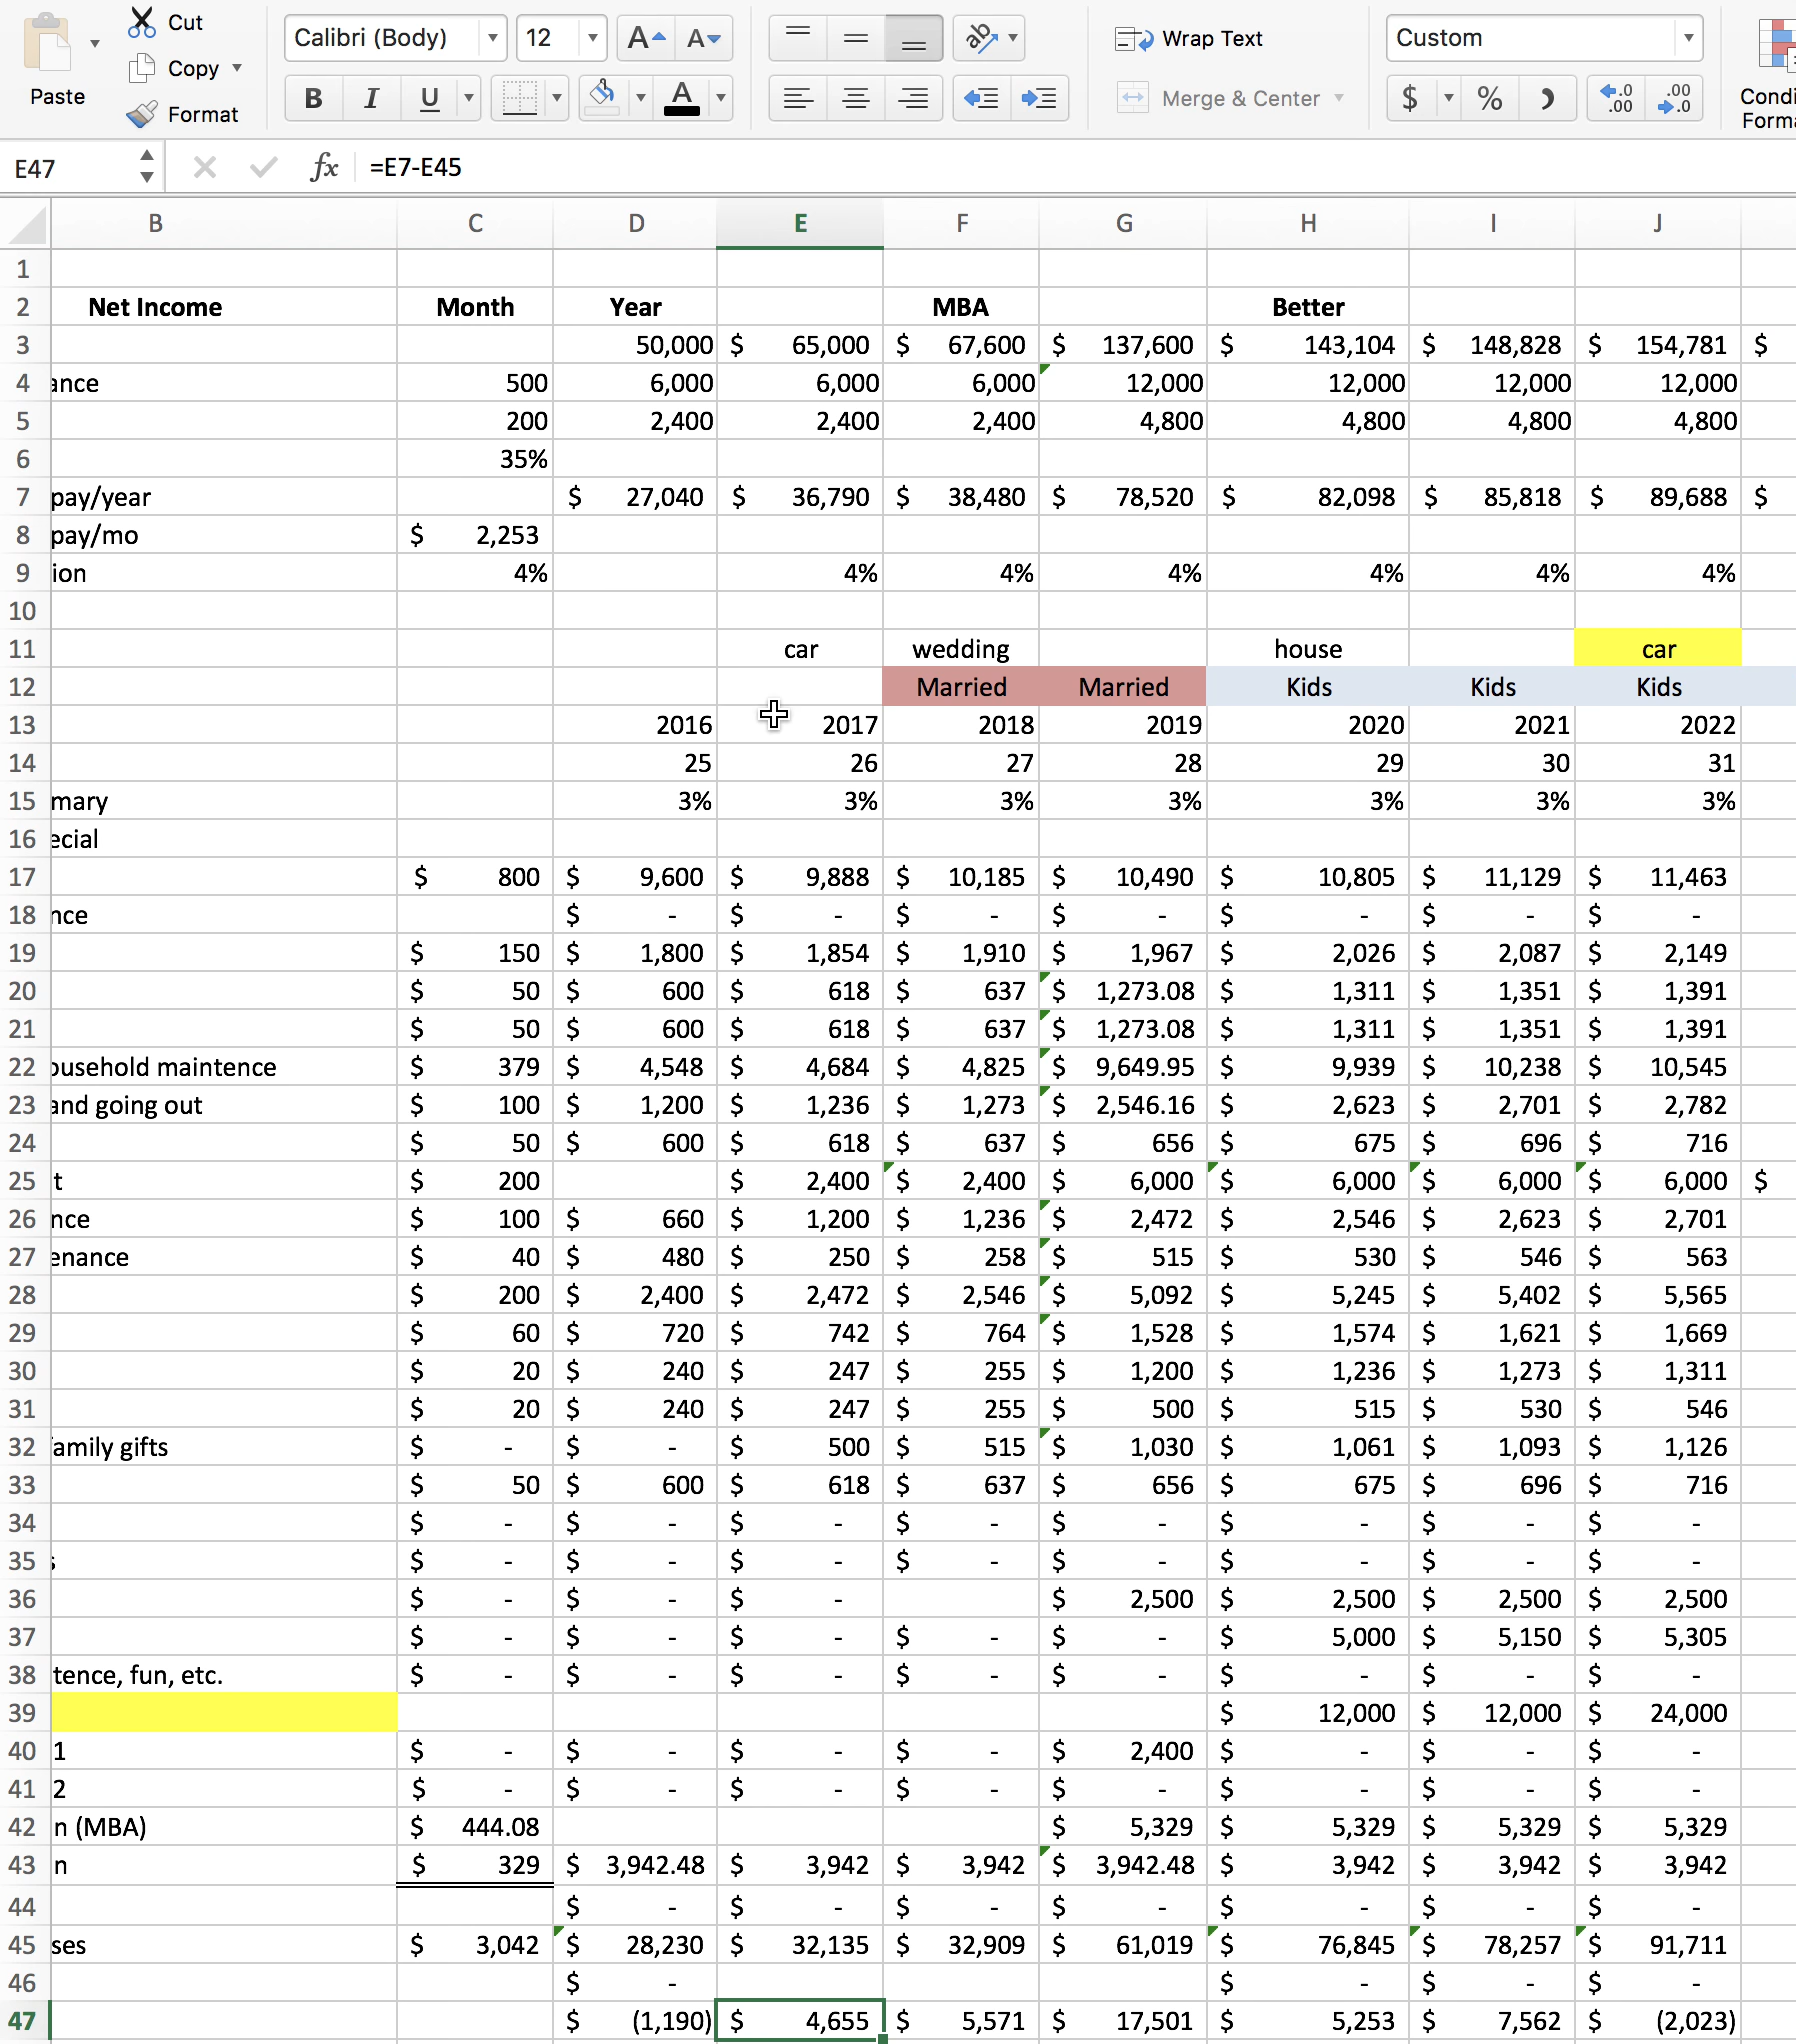 Paste
Cut
Copy
Format
Calibri (Body) 12 A A
B I U A
ab
Wrap Text
Merge & Center
Custom
$ % .0 .00 .00 .0
E47 fx =E7-E45
B C D E F G H I J
1
2 Net Income Month Year MBA Better
3 50,000 $ 65,000 $ 67,600 $ 137,600 $ 143,104 $ 148,828 $ 154,781 $
4 ance 500 6,000 6,000 6,000 12,000 12,000 12,000 12,000
5 200 2,400 2,400 2,400 4,800 4,800 4,800 4,800
6 35%
7 pay/year $ 27,040 $ 36,790 $ 38,480 $ 78,520 $ 82,098 $ 85,818 $ 89,688 $
8 pay/mo $ 2,253
9 ion 4% 4% 4% 4% 4% 4% 4%
10
11 car wedding house car
12 Married Married Kids Kids Kids
13 2016 2017 2018 2019 2020 2021 2022
14 25 26 27 28 29 30 31
15 mary 3% 3% 3% 3% 3% 3% 3%
16 ecial
17 $ 800 $ 9,600 $ 9,888 $ 10,185 $ 10,490 $ 10,805 $ 11,129 $ 11,463
18 nce $ - $ - $ - $ - $ - $ - $ -
19 $ 150 $ 1,800 $ 1,854 $ 1,910 $ 1,967 $ 2,026 $ 2,087 $ 2,149
20 $ 50 $ 600 $ 618 $ 637 $ 1,273.08 $ 1,311 $ 1,351 $ 1,391
21 $ 50 $ 600 $ 618 $ 637 $ 1,273.08 $ 1,311 $ 1,351 $ 1,391
22 ousehold maintence $ 379 $ 4,548 $ 4,684 $ 4,825 $ 9,649.95 $ 9,939 $ 10,238 $ 10,545
23 and going out $ 100 $ 1,200 $ 1,236 $ 1,273 $ 2,546.16 $ 2,623 $ 2,701 $ 2,782
24 $ 50 $ 600 $ 618 $ 637 $ 656 $ 675 $ 696 $ 716
25 t $ 200 $ 2,400 $ 2,400 $ 6,000 $ 6,000 $ 6,000 $ 6,000 $
26 nce $ 100 $ 660 $ 1,200 $ 1,236 $ 2,472 $ 2,546 $ 2,623 $ 2,701
27 enance $ 40 $ 480 $ 250 $ 258 $ 515 $ 530 $ 546 $ 563
28 $ 200 $ 2,400 $ 2,472 $ 2,546 $ 5,092 $ 5,245 $ 5,402 $ 5,565
29 $ 60 $ 720 $ 742 $ 764 $ 1,528 $ 1,574 $ 1,621 $ 1,669
30 $ 20 $ 240 $ 247 $ 255 $ 1,200 $ 1,236 $ 1,273 $ 1,311
31 $ 20 $ 240 $ 247 $ 255 $ 500 $ 515 $ 530 $ 546
32 family gifts $ - $ - $ 500 $ 515 $ 1,030 $ 1,061 $ 1,093 $ 1,126
33 $ 50 $ 600 $ 618 $ 637 $ 656 $ 675 $ 696 $ 716
34 $ - $ - $ - $ - $ - $ - $ - $ -
35 s $ - $ - $ - $ - $ - $ - $ - $ -
36 $ - $ - $ - $ 2,500 $ 2,500 $ 2,500 $ 2,500
37 $ - $ - $ - $ - $ - $ 5,000 $ 5,150 $ 5,305
38 tence, fun, etc. $ - $ - $ - $ - $ - $ - $ - $ -
39 $ 12,000 $ 12,000 $ 24,000
40 1 $ - $ - $ - $ - $ 2,400 $ - $ - $ -
41 2 $ - $ - $ - $ - $ - $ - $ - $ -
42 n (MBA) $ 444.08 $ 5,329 $ 5,329 $ 5,329 $ 5,329
43 n $ 329 $ 3,942.48 $ 3,942 $ 3,942 $ 3,942.48 $ 3,942 $ 3,942 $ 3,942
44 $ - $ - $ - $ - $ - $ - $ -
45 ses $ 3,042 $ 28,230 $ 32,135 $ 32,909 $ 61,019 $ 76,845 $ 78,257 $ 91,711
46 $ - $ - $ - $ -
47 $ (1,190) $ 4,655 $ 5,571 $ 17,501 $ 5,253 $ 7,562 $ (2,023)